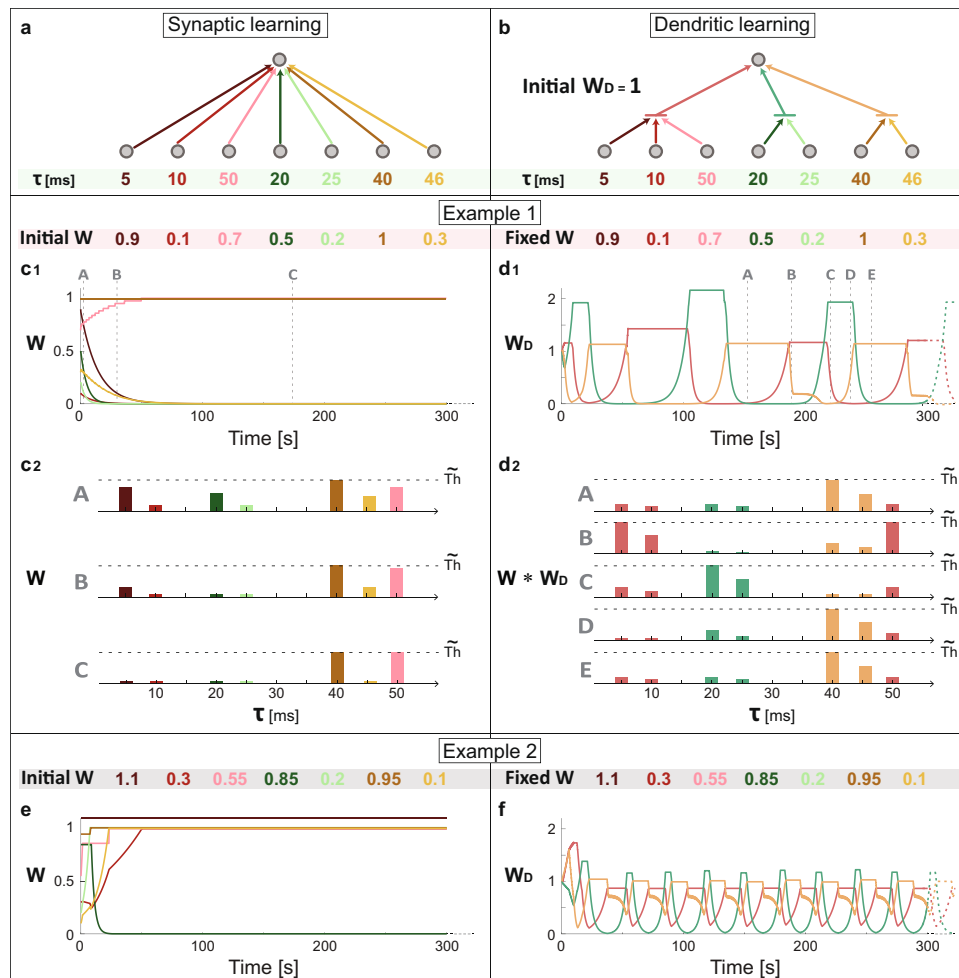 a
Synaptic learning
τ [ms] 5 10 50 20 25 40 46
b
Dendritic learning
Initial WD = 1
τ [ms] 5 10 50 20 25 40 46
Example 1
Initial W 0.9 0.1 0.7 0.5 0.2 1 0.3
Fixed W 0.9 0.1 0.7 0.5 0.2 1 0.3
c1
A B C
1
W 0.5
0
0 100 200 300
Time [s]
d1
A B C D E
2
WD 1
0
0 100 200 300
Time [s]
c2
A
T̃h
W
B
T̃h
C
T̃h
10 20 30 40 50
τ [ms]
d2
A
T̃h
B
T̃h
W * WD
C
T̃h
D
T̃h
E
T̃h
10 20 30 40 50
τ [ms]
Example 2
Initial W 1.1 0.3 0.55 0.85 0.2 0.95 0.1
Fixed W 1.1 0.3 0.55 0.85 0.2 0.95 0.1
e
1
W 0.5
0
0 100 200 300
Time [s]
f
2
WD 1
0
0 100 200 300
Time [s]